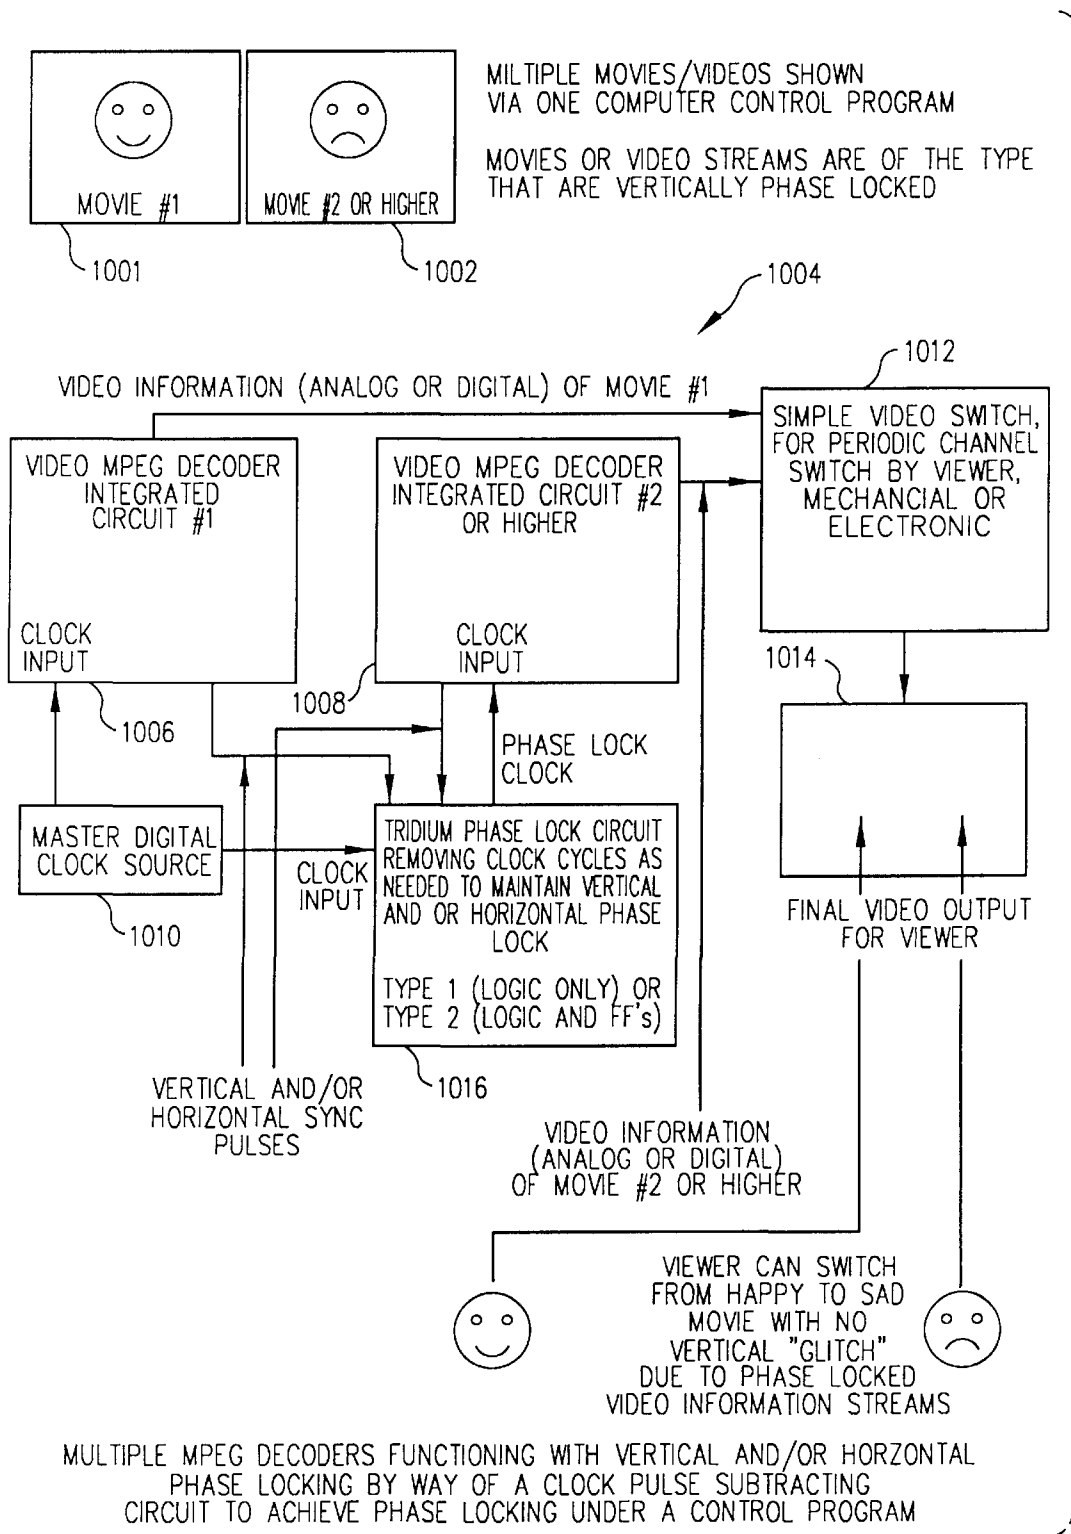 MILTIPLE MOVIES/VIDEOS SHOWN
VIA ONE COMPUTER CONTROL PROGRAM
MOVIES OR VIDEO STREAMS ARE OF THE TYPE
THAT ARE VERTICALLY PHASE LOCKED
MOVIE #1
MOVIE #2 OR HIGHER
1001
1002
1004
1012
VIDEO INFORMATION (ANALOG OR DIGITAL) OF MOVIE #1
SIMPLE VIDEO SWITCH,
FOR PERIODIC CHANNEL
SWITCH BY VIEWER,
MECHANCIAL OR
ELECTRONIC
VIDEO MPEG DECODER
INTEGRATED
CIRCUIT #1
CLOCK
INPUT
VIDEO MPEG DECODER
INTEGRATED CIRCUIT #2
OR HIGHER
CLOCK
INPUT
1006
1008
1014
PHASE LOCK
CLOCK
MASTER DIGITAL
CLOCK SOURCE
1010
CLOCK
INPUT
TRIDIUM PHASE LOCK CIRCUIT
REMOVING CLOCK CYCLES AS
NEEDED TO MAINTAIN VERTICAL
AND OR HORIZONTAL PHASE
LOCK
TYPE 1 (LOGIC ONLY) OR
TYPE 2 (LOGIC AND FF's)
1016
FINAL VIDEO OUTPUT
FOR VIEWER
VERTICAL AND/OR
HORIZONTAL SYNC
PULSES
VIDEO INFORMATION
(ANALOG OR DIGITAL)
OF MOVIE #2 OR HIGHER
VIEWER CAN SWITCH
FROM HAPPY TO SAD
MOVIE WITH NO
VERTICAL "GLITCH"
DUE TO PHASE LOCKED
VIDEO INFORMATION STREAMS
MULTIPLE MPEG DECODERS FUNCTIONING WITH VERTICAL AND/OR HORZONTAL
PHASE LOCKING BY WAY OF A CLOCK PULSE SUBTRACTING
CIRCUIT TO ACHIEVE PHASE LOCKING UNDER A CONTROL PROGRAM